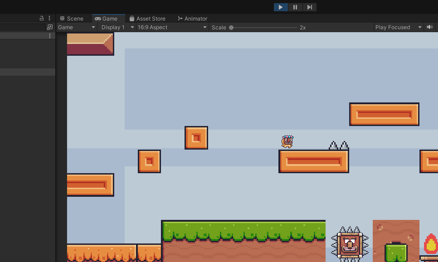 Scene Game Asset Store Animator
Game Display 1 16:9 Aspect Scale 2x Play Focused